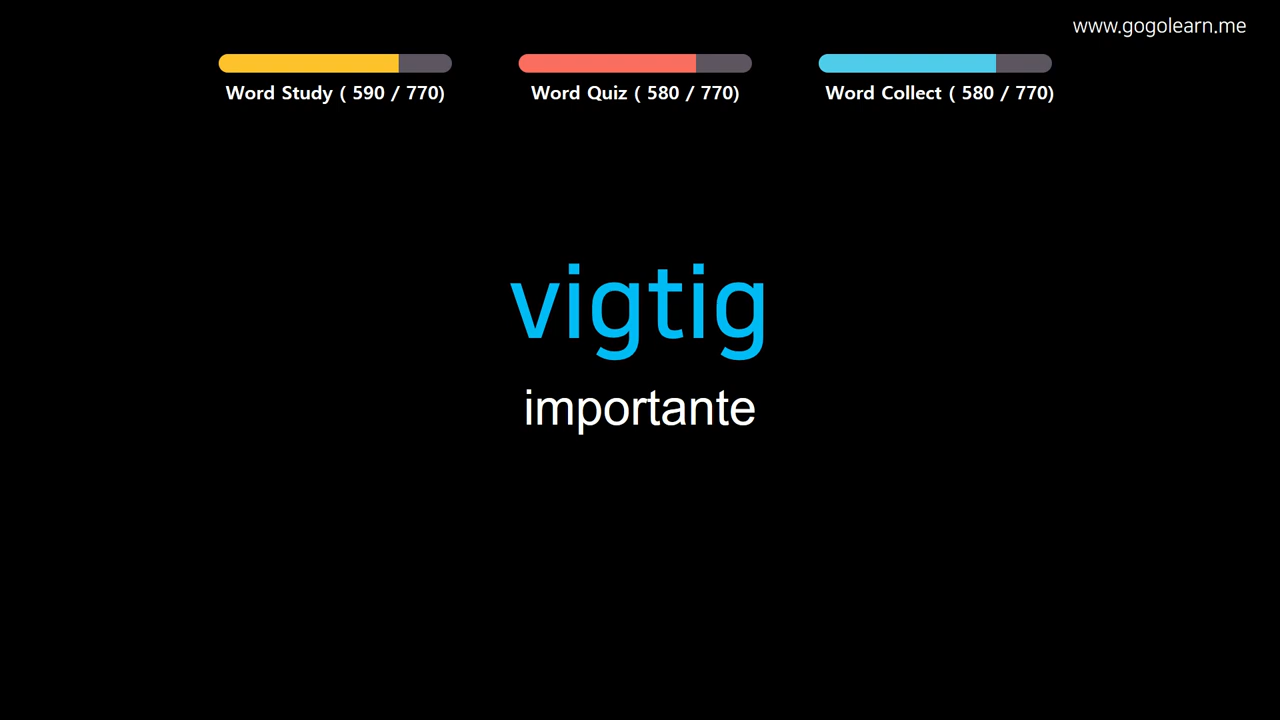 www.gogolearn.me
Word Study ( 590 / 770)
Word Quiz ( 580 / 770)
Word Collect ( 580 / 770)
vigtig
importante